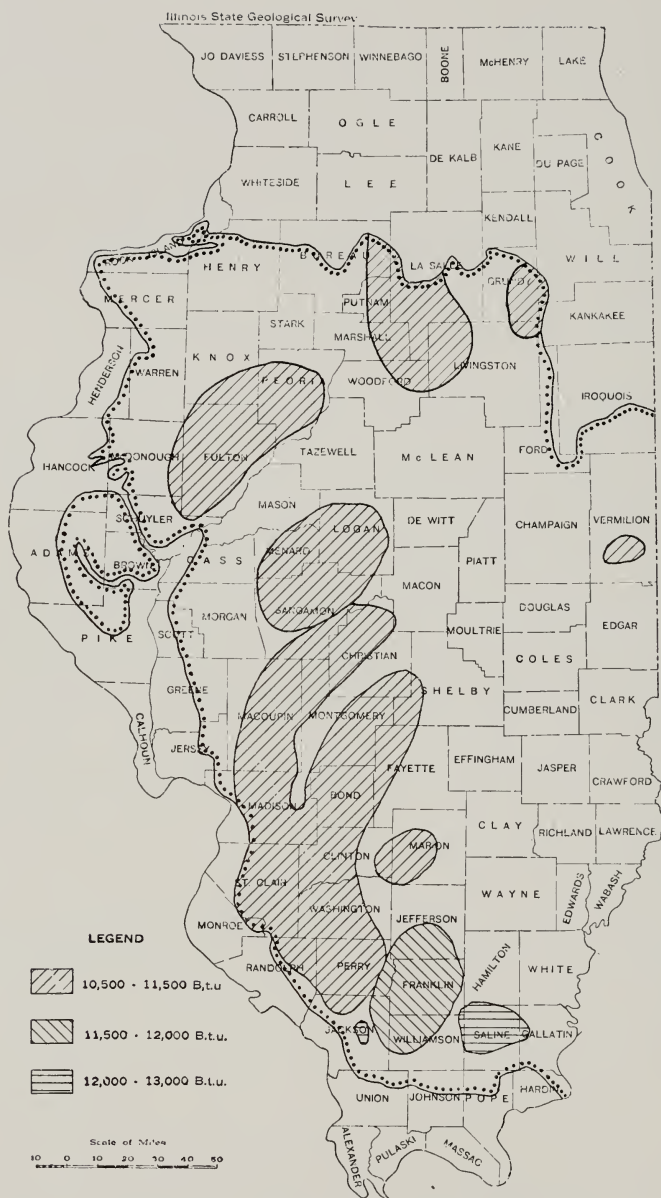 Illinois State Geological Survey
JO DAVIESS STEPHENSON WINNEBAGO BOONE McHENRY LAKE
CARROLL OGLE DE KALB KANE DU PAGE COOK
WHITESIDE LEE KENDALL
ROCK ISLAND HENRY BUREAU LA SALLE GRUNDY WILL
MERCER PUTNAM KANKAKEE
STARK MARSHALL
HENDERSON WARREN KNOX PEORIA WOODFORD LIVINGSTON IROQUOIS
HANCOCK McDONOUGH FULTON TAZEWELL McLEAN FORD
SCHUYLER MASON LOGAN DE WITT CHAMPAIGN VERMILION
ADAMS BROWN CASS MENARD MACON PIATT
PIKE SCOTT MORGAN SANGAMON MOULTRIE DOUGLAS EDGAR
CHRISTIAN COLES
CALHOUN GREENE MACOUPIN MONTGOMERY SHELBY CUMBERLAND CLARK
JERSEY FAYETTE EFFINGHAM JASPER CRAWFORD
MADISON BOND CLAY RICHLAND LAWRENCE
CLINTON MARION
ST. CLAIR WAYNE EDWARDS WABASH
MONROE WASHINGTON JEFFERSON
RANDOLPH PERRY FRANKLIN HAMILTON WHITE
JACKSON WILLIAMSON SALINE GALLATIN
UNION JOHNSON POPE HARDIN
ALEXANDER PULASKI MASSAC
LEGEND
10,500 - 11,500 B.t.u
11,500 - 12,000 B.t.u.
12,000 - 13,000 B.t.u.
Scale of Miles
10 0 10 20 30 40 50